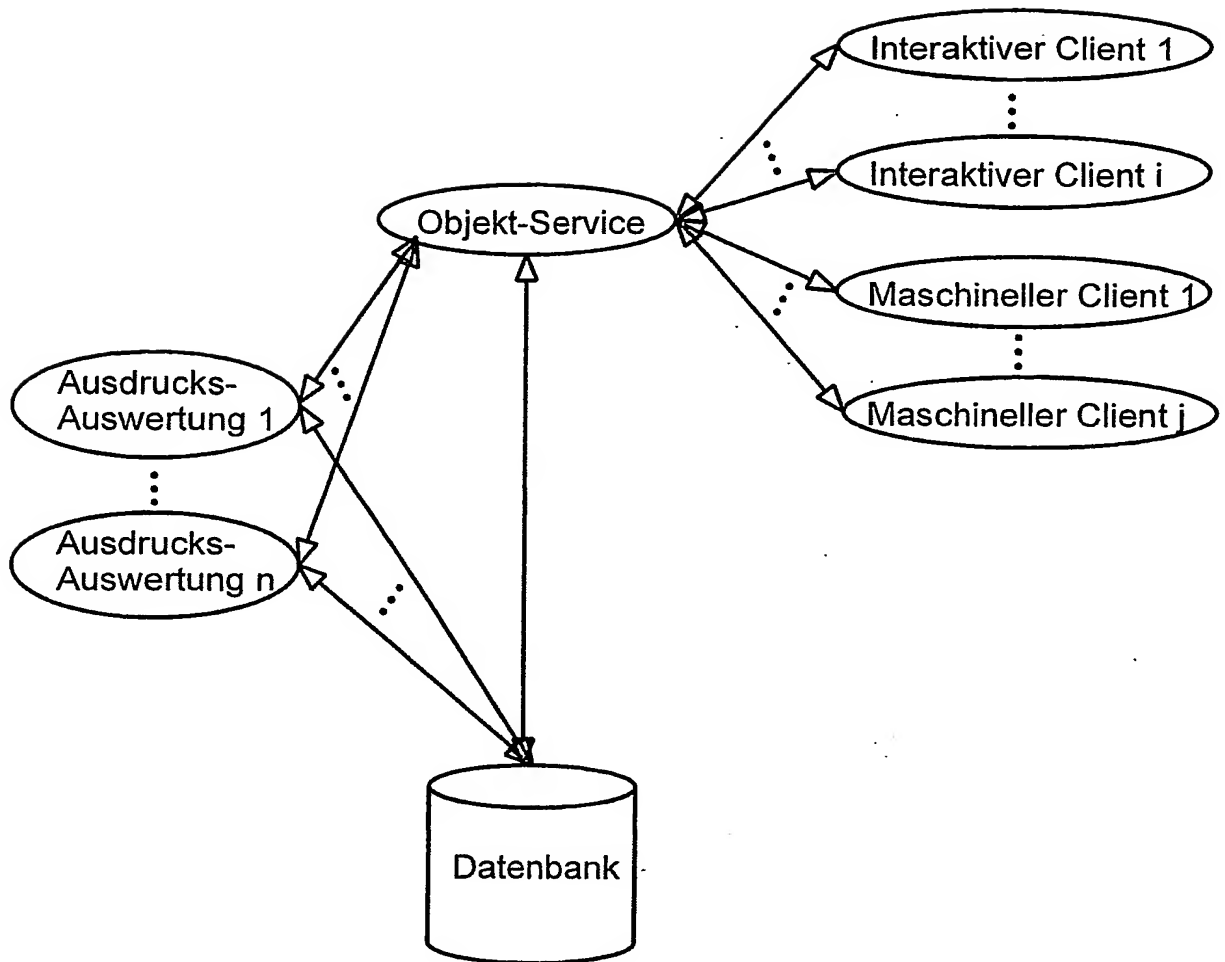 Interaktiver Client 1
Interaktiver Client i
Objekt-Service
Maschineller Client 1
Maschineller Client j
Ausdrucks-
Auswertung 1
Ausdrucks-
Auswertung n
Datenbank